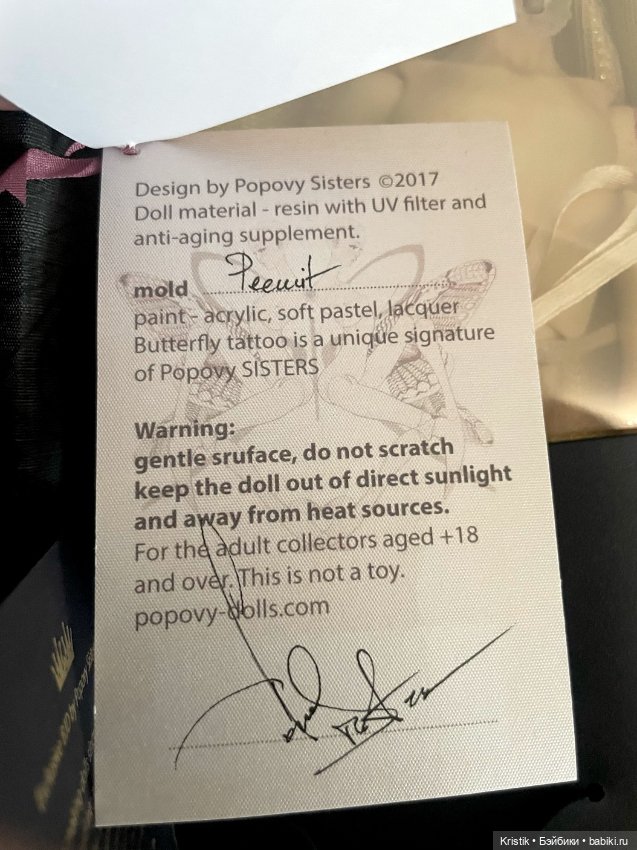 Design by Popovy Sisters ©2017
Doll material - resin with UV filter and
anti-aging supplement.
mold Peewit
paint - acrylic, soft pastel, lacquer
Butterfly tattoo is a unique signature
of Popovy SISTERS
Warning:
gentle sruface, do not scratch
keep the doll out of direct sunlight
and away from heat sources.
For the adult collectors aged +18
and over. This is not a toy.
popovy-dolls.com
Kristik • Бэйбики • babiki.ru